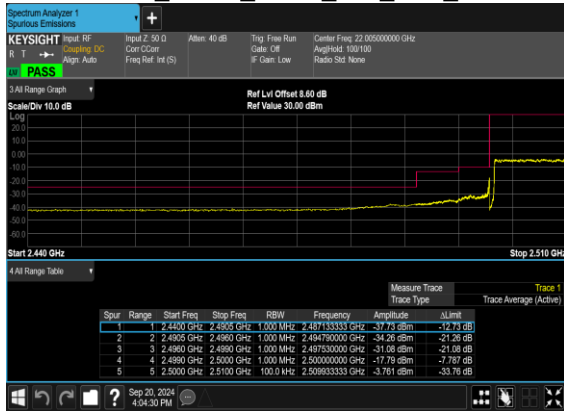 Spectrum Analyzer 1
Spurious Emissions
KEYSIGHT Input: RF Input Z: 50 Ω Atten: 40 dB Trig: Free Run Center Freq: 22.005000000 GHz
R T Coupling: DC Corr CCorr Gate: Off Avg|Hold: 100/100
Align: Auto Freq Ref: Int (S) IF Gain: Low Radio Std: None
PASS
3 All Range Graph
Ref Lvl Offset 8.60 dB
Scale/Div 10.0 dB Ref Value 30.00 dBm
Log
20.0
10.0
0.00
-10.0
-20.0
-30.0
-40.0
-50.0
-60.0
Start 2.440 GHz Stop 2.510 GHz
4 All Range Table
Measure Trace Trace 1
Trace Type Trace Average (Active)
Spur Range Start Freq Stop Freq RBW Frequency Amplitude ΔLimit
1 1 2.4400 GHz 2.4905 GHz 1.000 MHz 2.487133333 GHz -37.73 dBm -12.73 dB
2 2 2.4905 GHz 2.4960 GHz 1.000 MHz 2.494790000 GHz -34.26 dBm -21.26 dB
3 3 2.4960 GHz 2.4990 GHz 1.000 MHz 2.497530000 GHz -31.08 dBm -21.08 dB
4 4 2.4990 GHz 2.5000 GHz 1.000 MHz 2.500000000 GHz -17.79 dBm -7.787 dB
5 5 2.5000 GHz 2.5100 GHz 100.0 kHz 2.509933333 GHz -3.761 dBm -33.76 dB
Sep 20, 2024
4:04:30 PM